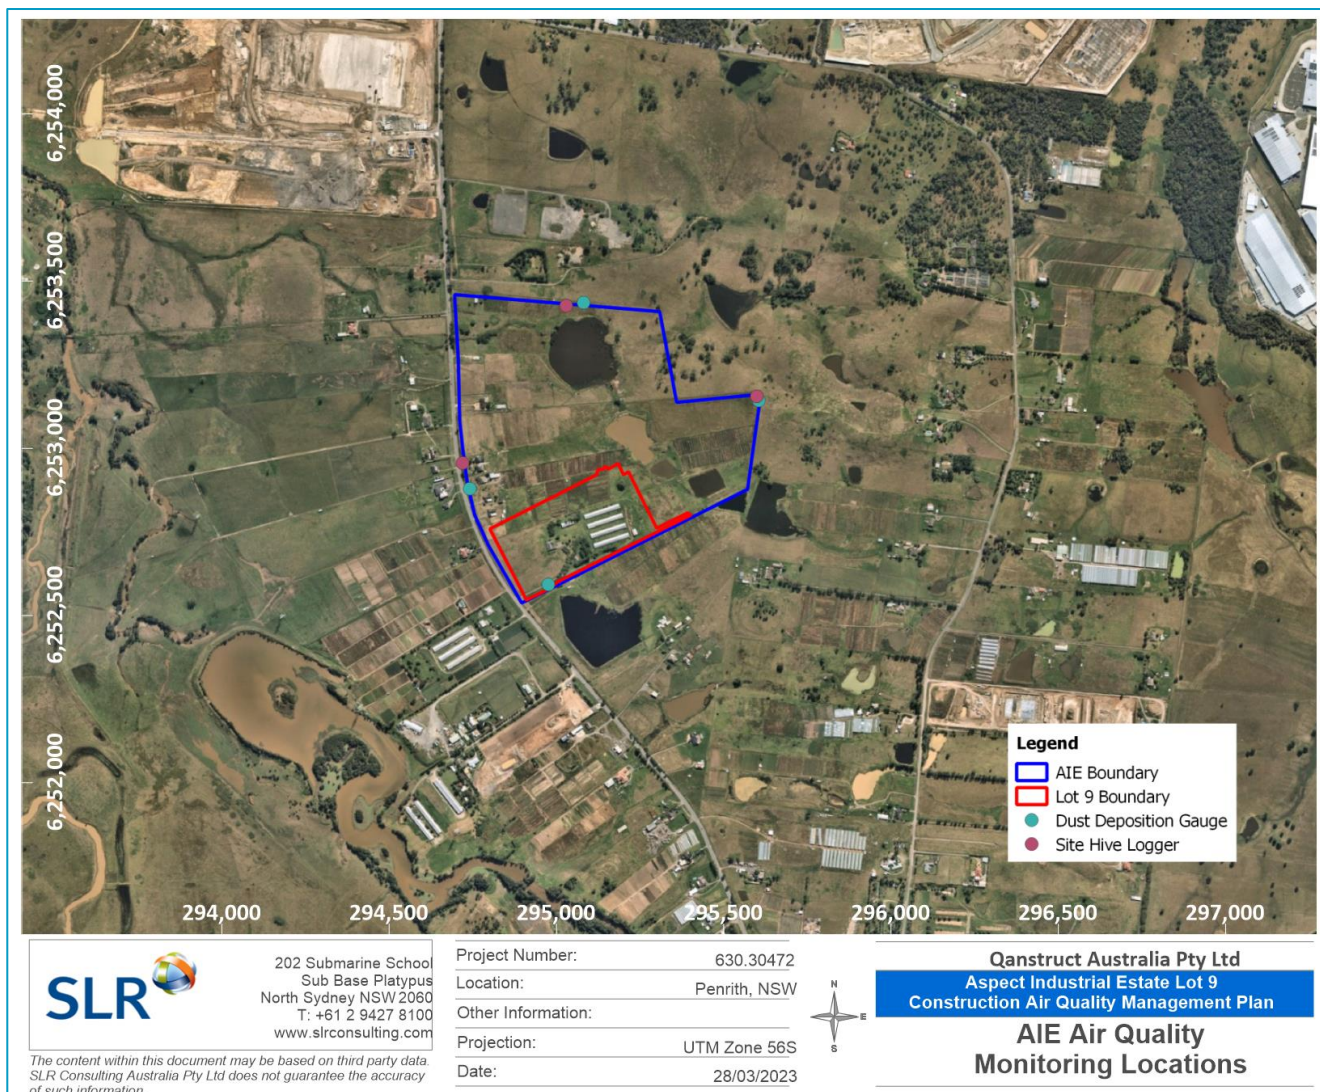 6,254,000
6,253,500
6,253,000
6,252,500
6,252,000
294,000
294,500
295,000
295,500
296,000
296,500
297,000
Legend
AIE Boundary
Lot 9 Boundary
Dust Deposition Gauge
Site Hive Logger
SLR
202 Submarine School
Sub Base Platypus
North Sydney NSW 2060
T: +61 2 9427 8100
www.slrconsulting.com
The content within this document may be based on third party data.
SLR Consulting Australia Pty Ltd does not guarantee the accuracy
of such information.
Project Number: 630.30472
Location: Penrith, NSW
Other Information:
Projection: UTM Zone 56S
Date: 28/03/2023
N
E
S
Qanstruct Australia Pty Ltd
Aspect Industrial Estate Lot 9
Construction Air Quality Management Plan
AIE Air Quality
Monitoring Locations